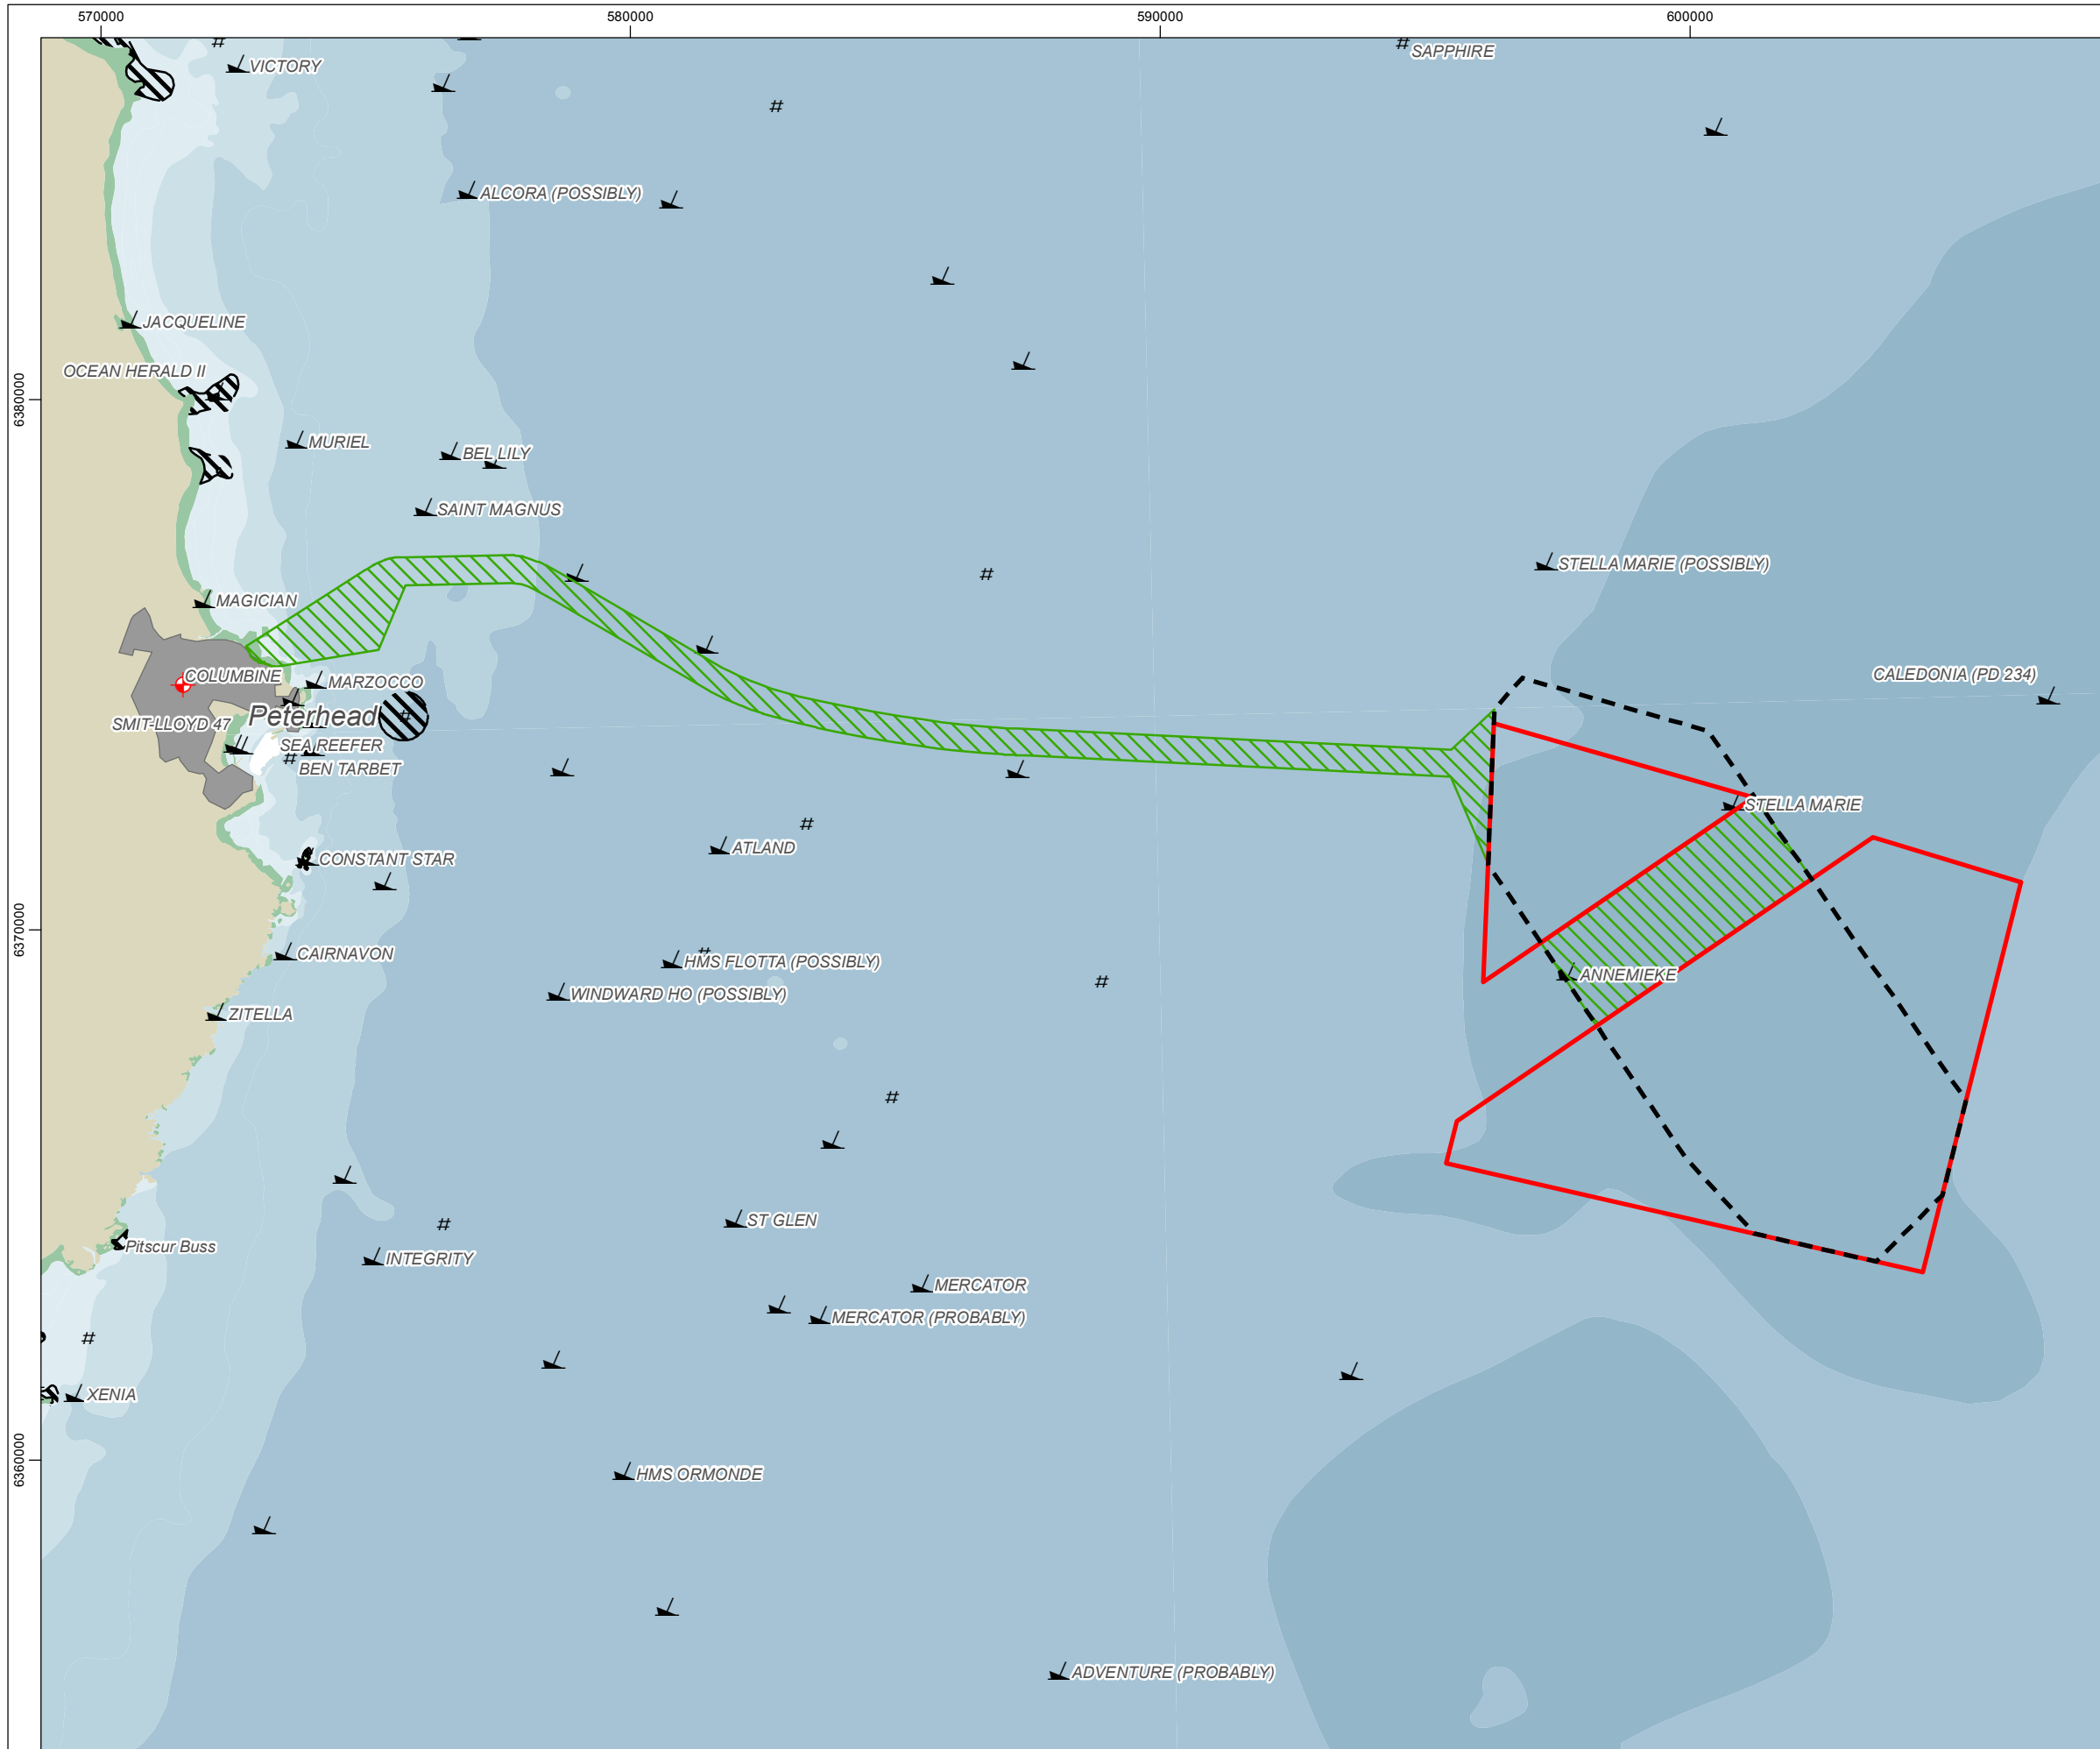 570000
580000
590000
600000
SAPPHIRE
VICTORY
#
#
#
ALCORA (POSSIBLY)
JACQUELINE
OCEAN HERALD II
6380000
MURIEL
BEL LILY
SAINT MAGNUS
STELLA MARIE (POSSIBLY)
#
MAGICIAN
COLUMBINE
MARZOCCO
CALEDONIA (PD 234)
Peterhead
#
SMIT-LLOYD 47
SEA REEFER
#
BEN TARBET
STELLA MARIE
#
ATLAND
CONSTANT STAR
6370000
CAIRNAVON
#
HMS FLOTTA (POSSIBLY)
ANNEMIEKE
#
WINDWARD HO (POSSIBLY)
ZITELLA
#
ST GLEN
#
Pitscur Buss
INTEGRITY
MERCATOR
MERCATOR (PROBABLY)
#
XENIA
6360000
HMS ORMONDE
ADVENTURE (PROBABLY)